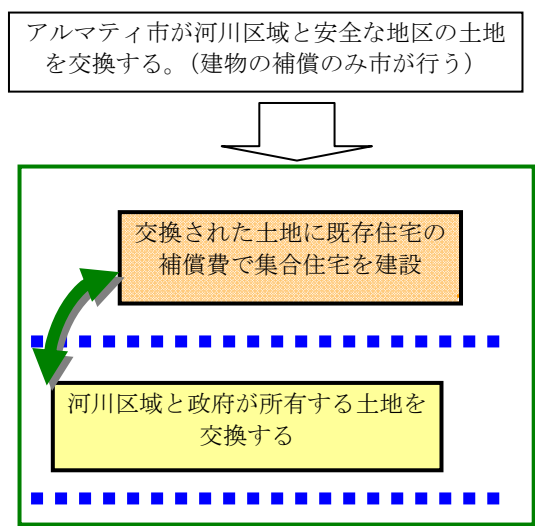 アルマティ市が河川区域と安全な地区の土地
を交換する。（建物の補償のみ市が行う）
交換された土地に既存住宅の
補償費で集合住宅を建設
河川区域と政府が所有する土地を
交換する